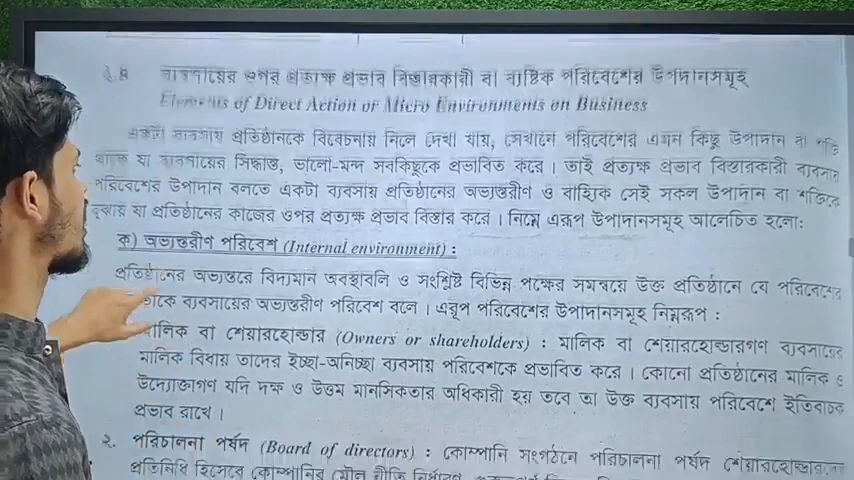 ২.৪ ব্যবসায়ের ওপর প্রত্যক্ষ প্রভাব বিস্তারকারী বা ব্যষ্টিক পরিবেশের উপাদানসমূহ
Elements of Direct Action or Micro Environments on Business
একটা ব্যবসায় প্রতিষ্ঠানকে বিবেচনায় নিলে দেখা যায়, সেখানে পরিবেশের এমন কিছু উপাদান বা শক্তি
থাকে যা ব্যবসায়ের সিদ্ধান্ত, ভালো-মন্দ সবকিছুকে প্রভাবিত করে। তাই প্রত্যক্ষ প্রভাব বিস্তারকারী ব্যবসায়
পরিবেশের উপাদান বলতে একটা ব্যবসায় প্রতিষ্ঠানের অভ্যন্তরীণ ও বাহ্যিক সেই সকল উপাদান বা শক্তিকে
বুঝায় যা প্রতিষ্ঠানের কাজের ওপর প্রত্যক্ষ প্রভাব বিস্তার করে। নিম্নে এরূপ উপাদানসমূহ আলোচিত হলো:
ক) অভ্যন্তরীণ পরিবেশ (Internal environment) :
প্রতিষ্ঠানের অভ্যন্তরে বিদ্যমান অবস্থাবলি ও সংশ্লিষ্ট বিভিন্ন পক্ষের সমন্বয়ে উক্ত প্রতিষ্ঠানে যে পরিবেশের
তাকে ব্যবসায়ের অভ্যন্তরীণ পরিবেশ বলে। এরূপ পরিবেশের উপাদানসমূহ নিম্নরূপ :
মালিক বা শেয়ারহোল্ডার (Owners or shareholders) : মালিক বা শেয়ারহোল্ডারগণ ব্যবসায়ের
মালিক বিধায় তাদের ইচ্ছা-অনিচ্ছা ব্যবসায় পরিবেশকে প্রভাবিত করে। কোনো প্রতিষ্ঠানের মালিক ও
উদ্যোক্তাগণ যদি দক্ষ ও উত্তম মানসিকতার অধিকারী হয় তবে তা উক্ত ব্যবসায় পরিবেশে ইতিবাচক
প্রভাব রাখে।
২. পরিচালনা পর্ষদ (Board of directors) : কোম্পানি সংগঠনে পরিচালনা পর্ষদ শেয়ারহোল্ডারদের
প্রতিনিধি হিসেবে কোম্পানির মৌল নীতি নির্ধারণ